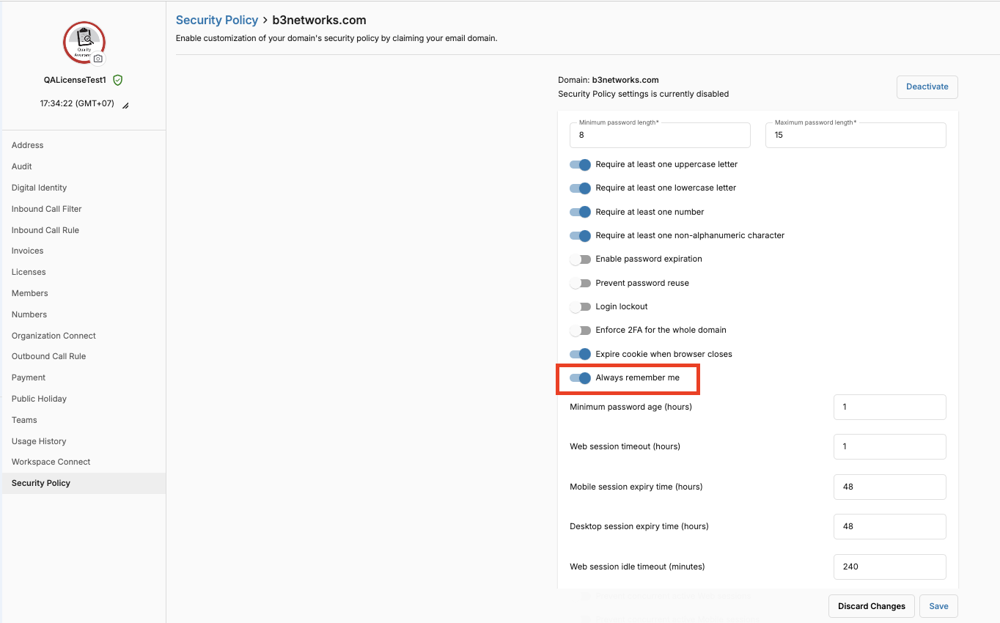 Quality
Assurance
QALicenseTest1
17:34:22 (GMT+07)
Address
Audit
Digital Identity
Inbound Call Filter
Inbound Call Rule
Invoices
Licenses
Members
Numbers
Organization Connect
Outbound Call Rule
Payment
Public Holiday
Teams
Usage History
Workspace Connect
Security Policy
Security Policy > b3networks.com
Enable customization of your domain's security policy by claiming your email domain.
Domain: b3networks.com
Security Policy settings is currently disabled
Deactivate
Minimum password length*
8
Maximum password length*
15
Require at least one uppercase letter
Require at least one lowercase letter
Require at least one number
Require at least one non-alphanumeric character
Enable password expiration
Prevent password reuse
Login lockout
Enforce 2FA for the whole domain
Expire cookie when browser closes
Always remember me
Minimum password age (hours)
1
Web session timeout (hours)
1
Mobile session expiry time (hours)
48
Desktop session expiry time (hours)
48
Web session idle timeout (minutes)
240
Discard Changes
Save